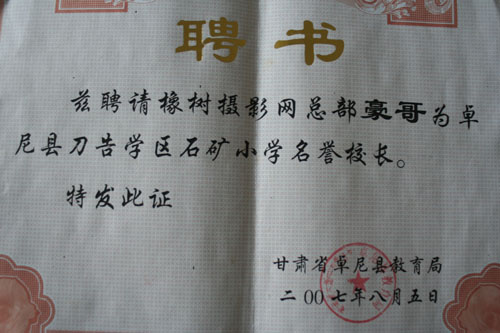 聘书
兹聘请橡树摄影网总部豪哥为卓
尼县刀告学区石矿小学名誉校长。
特发此证
甘肃省卓尼县教育局
二00七年八月五日